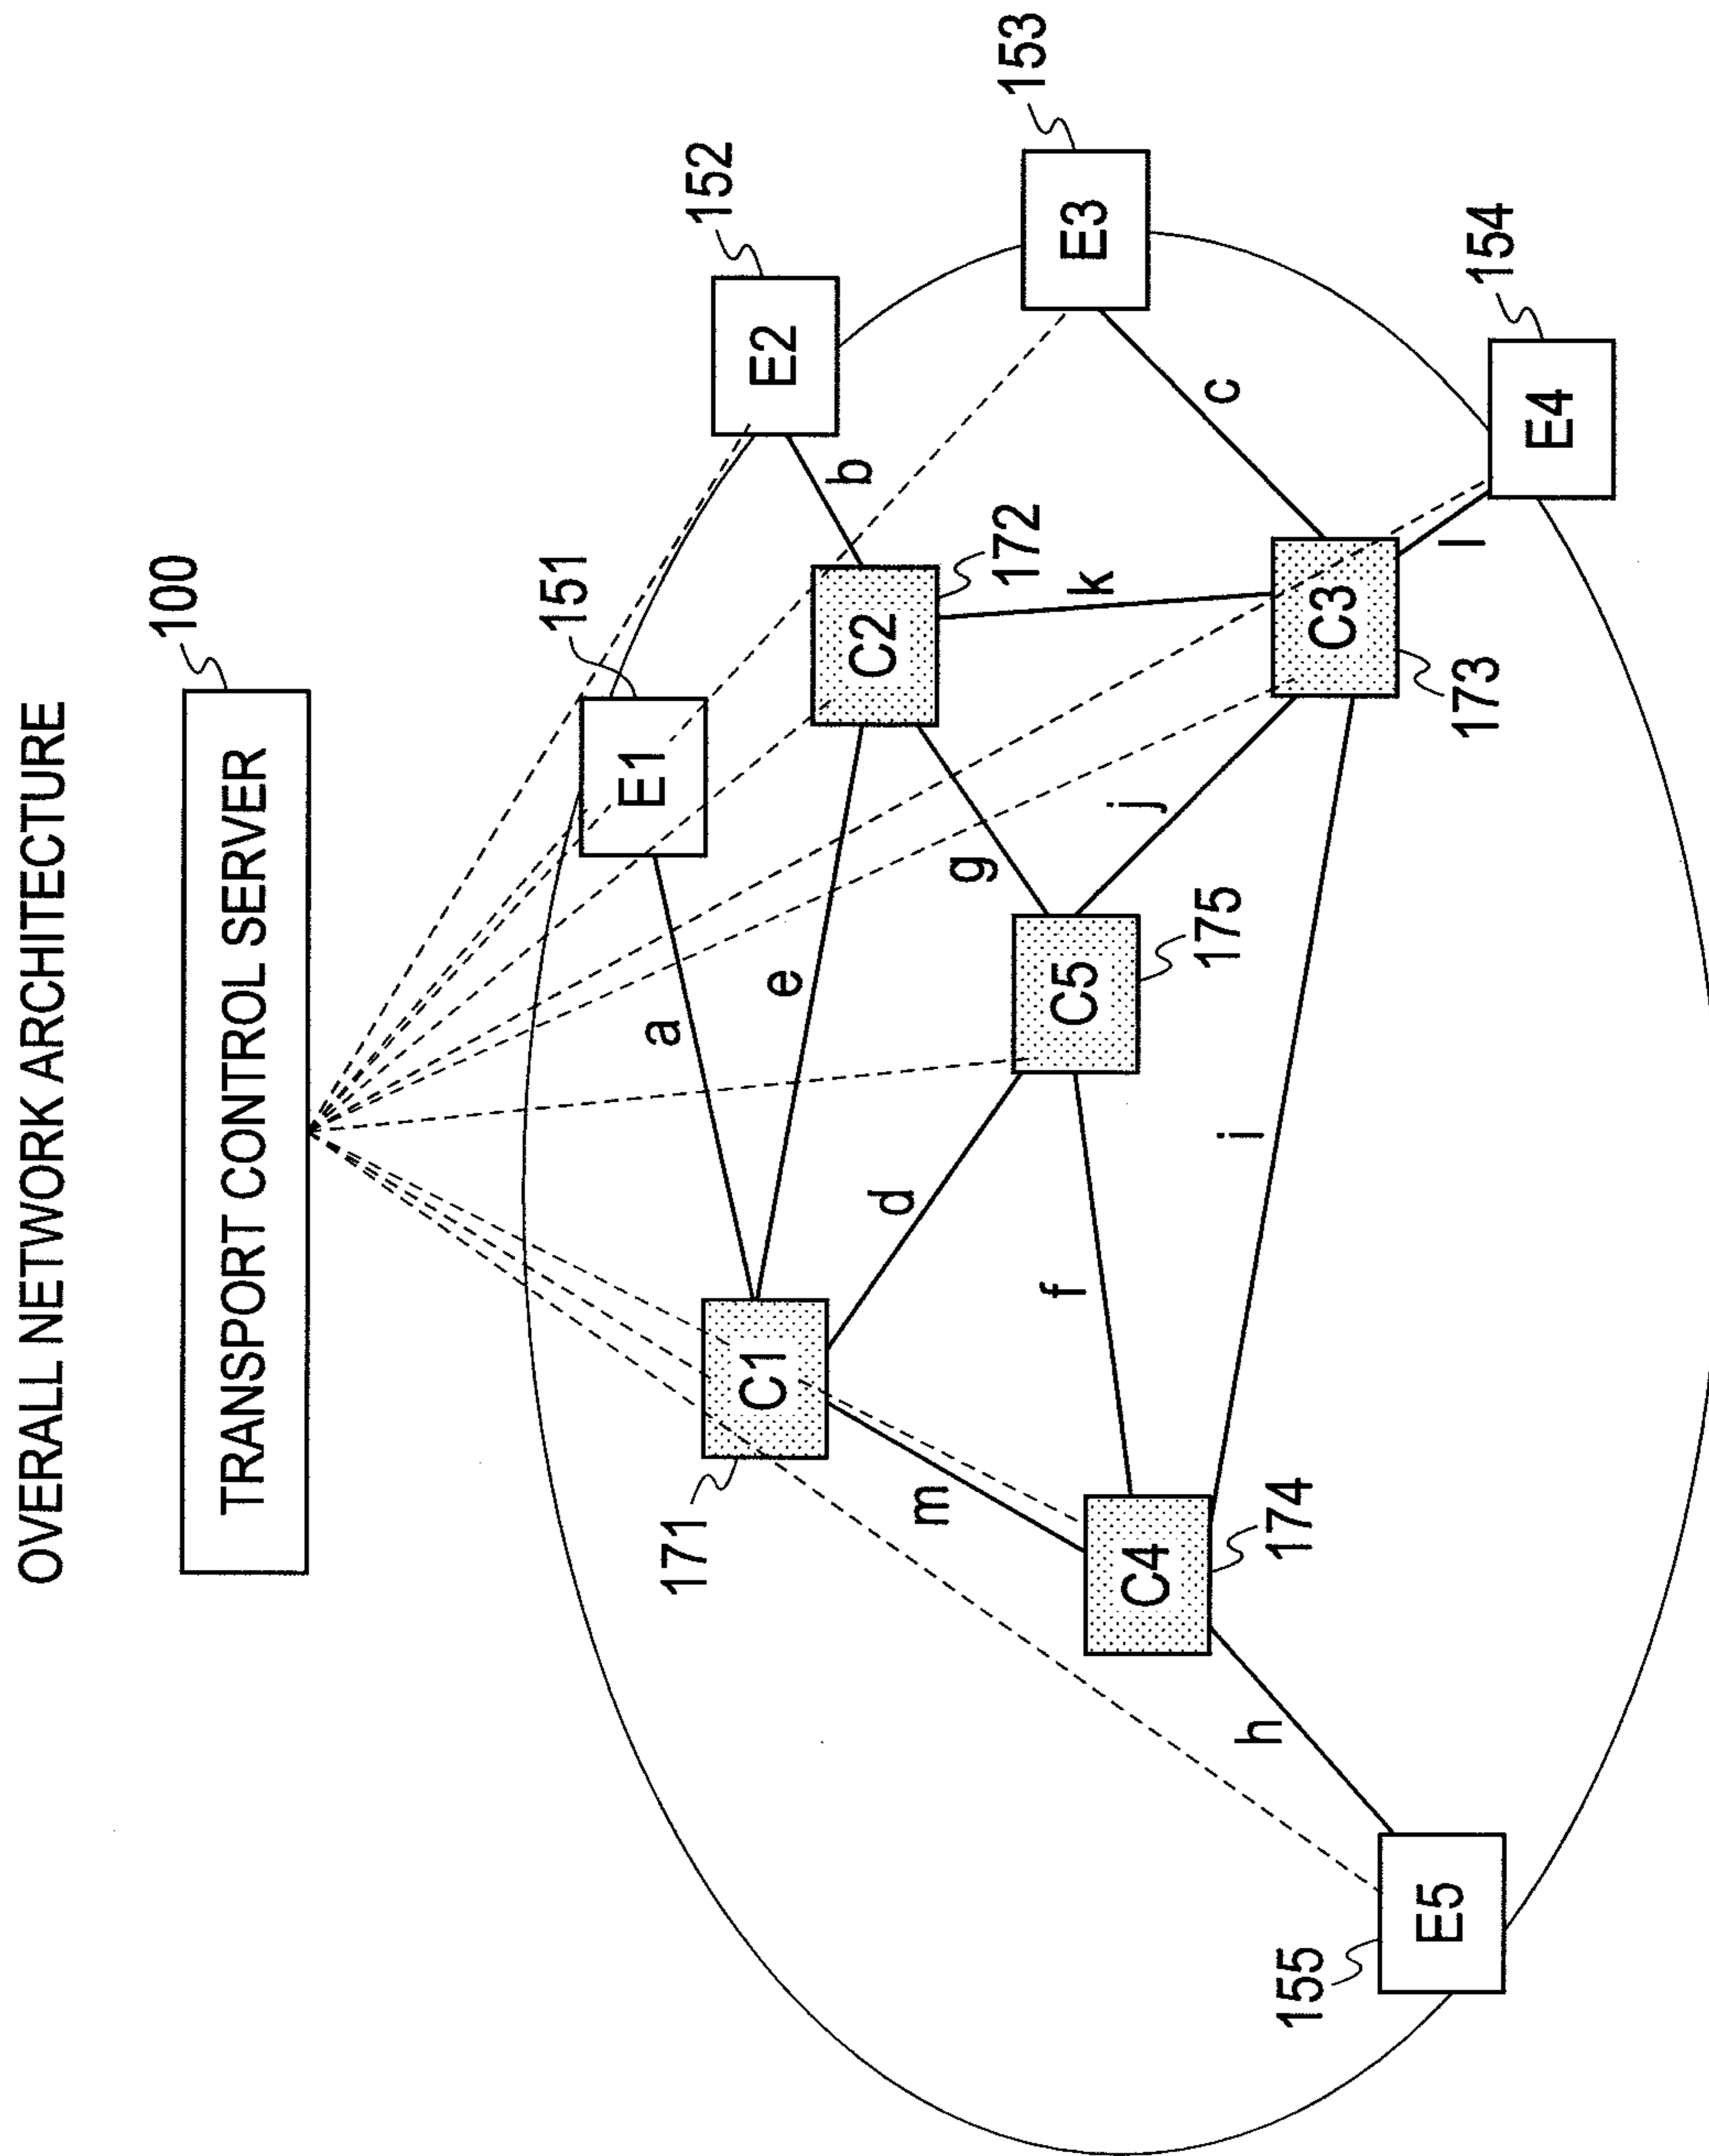 OVERALL NETWORK ARCHITECTURE
100
TRANSPORT CONTROL SERVER
151
E1
152
E2
153
E3
154
E4
155
E5
171
C1
172
C2
173
C3
174
C4
175
C5
a
b
c
d
e
f
g
h
i
j
k
l
m